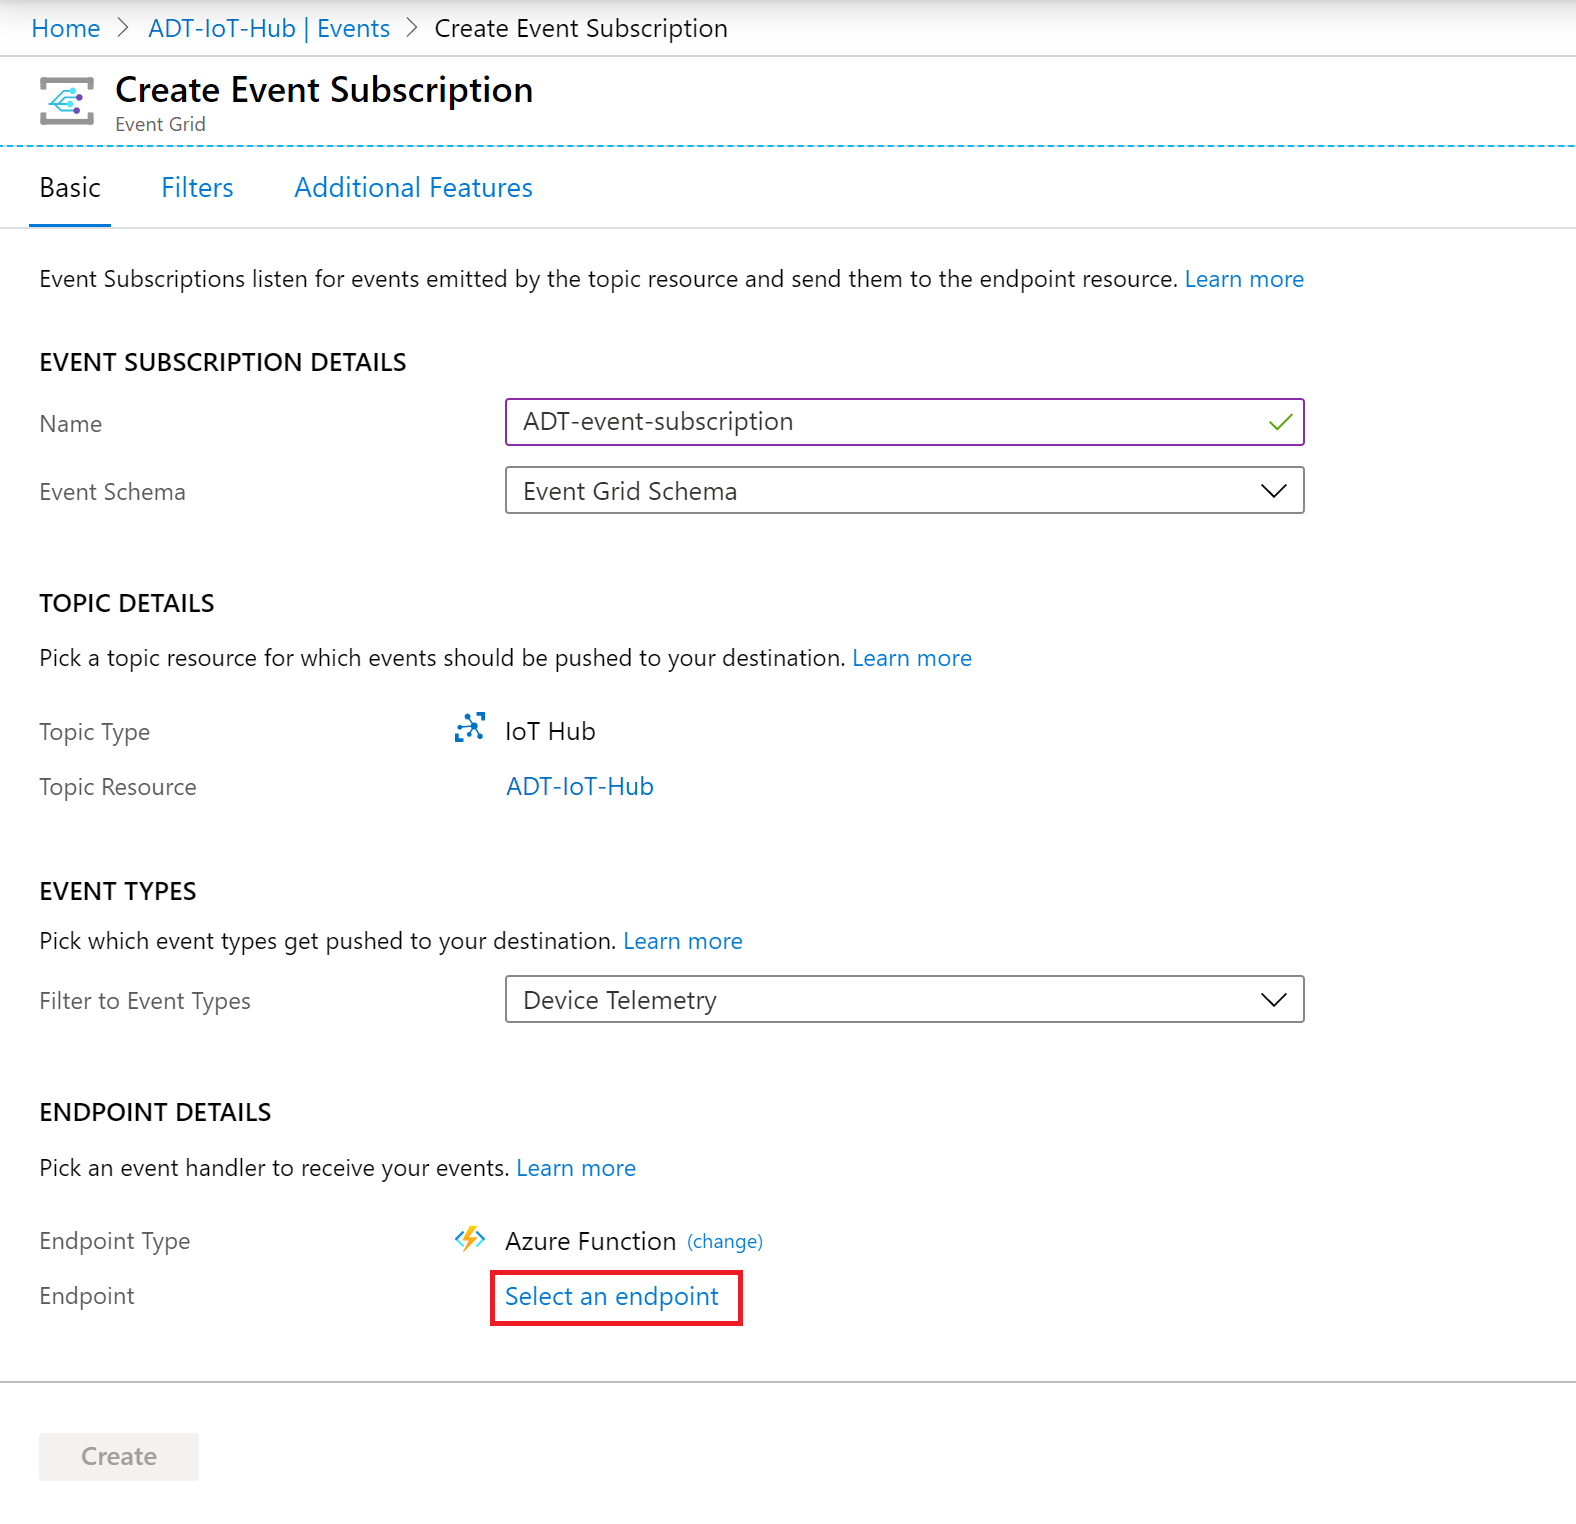 Home > ADT-IoT-Hub | Events > Create Event Subscription
Create Event Subscription
Event Grid
Basic Filters Additional Features
Event Subscriptions listen for events emitted by the topic resource and send them to the endpoint resource. Learn more
EVENT SUBSCRIPTION DETAILS
Name ADT-event-subscription
Event Schema Event Grid Schema
TOPIC DETAILS
Pick a topic resource for which events should be pushed to your destination. Learn more
Topic Type IoT Hub
Topic Resource ADT-IoT-Hub
EVENT TYPES
Pick which event types get pushed to your destination. Learn more
Filter to Event Types Device Telemetry
ENDPOINT DETAILS
Pick an event handler to receive your events. Learn more
Endpoint Type Azure Function (change)
Endpoint Select an endpoint
Create